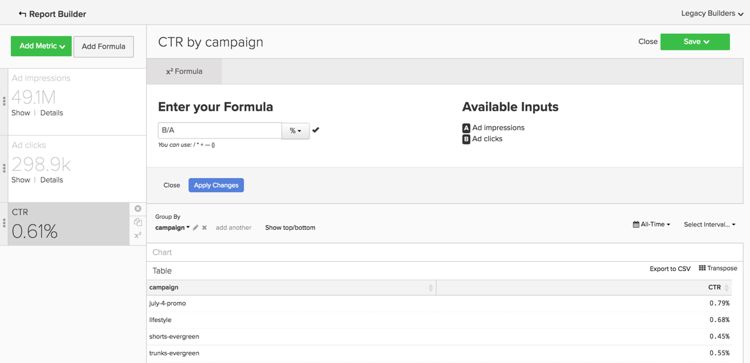 Report Builder
Legacy Builders
Add Metric
Add Formula
Ad impressions
49.1M
Show | Details
Ad clicks
298.9k
Show | Details
CTR
0.61%
x²
CTR by campaign
Close
Save
x² Formula
Enter your Formula
B/A
%
You can use: / * + — ()
Available Inputs
A Ad impressions
B Ad clicks
Close
Apply Changes
Group By
campaign
add another
Show top/bottom
All-Time
Select Interval...
Chart
Table
Export to CSV
Transpose
campaign CTR
july-4-promo 0.79%
lifestyle 0.68%
shorts-evergreen 0.45%
trunks-evergreen 0.55%